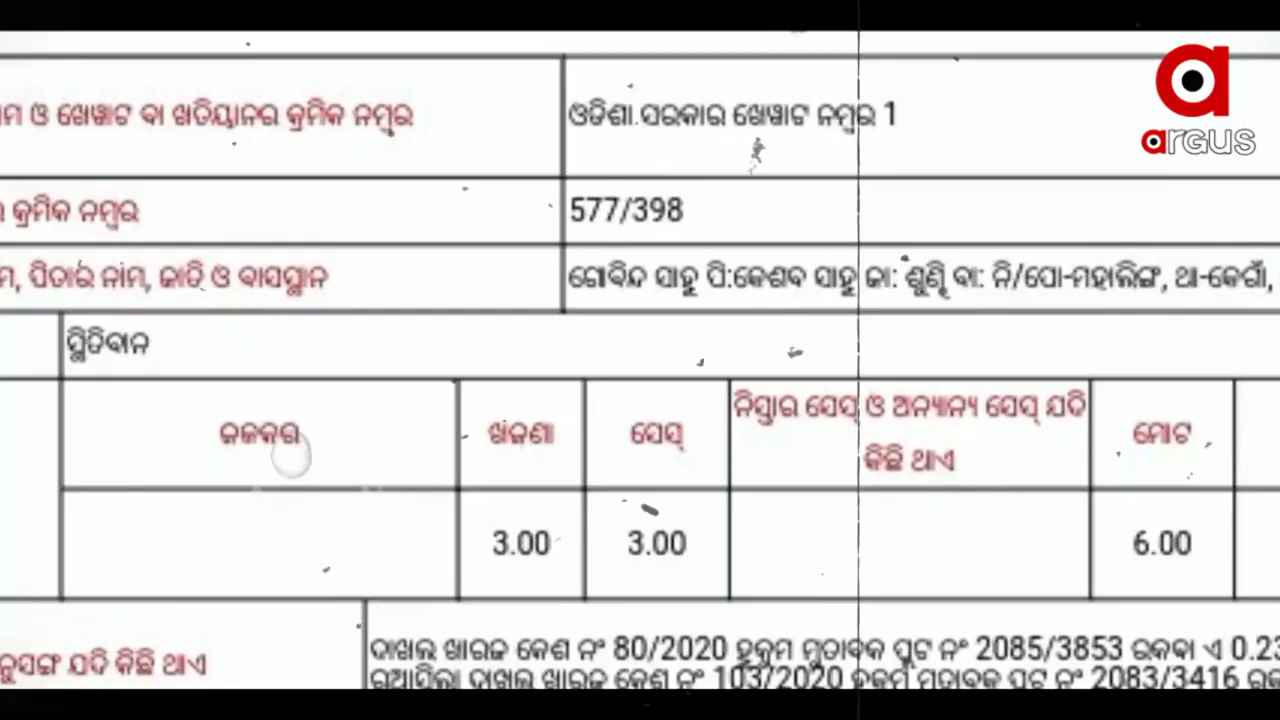 ମ ଓ ଖେୱାଟ ବା ଖତିୟାନର କ୍ରମିକ ନମ୍ବର
ଓଡିଶା ସରକାର ଖେୱାଟ ନମ୍ବର 1
argus
କ୍ରମିକ ନମ୍ବର
577/398
ମ, ପିତାର ନାମ, ଜାତି ଓ ବାସସ୍ଥାନ
ଗୋବିନ୍ଦ ସାହୁ ପି:କେଶବ ସାହୁ ଜା: ଶୁଣ୍ଢି ବା: ନି/ପୋ-ମହାଲିଙ୍ଗ, ଥା-କେଗାଁ,
ସ୍ଥିତିବାନ
ଜଳକର
ଖଜଣା
ସେସ୍
ନିସ୍ତାର ସେସ୍ ଓ ଅନ୍ୟାନ୍ୟ ସେସ୍ ଯଦି
କିଛି ଥାଏ
ମୋଟ
3.00
3.00
6.00
ନୁସଙ୍ଗ ଯଦି କିଛି ଥାଏ
ଦାଖଲ ଖାରଜ କେଶ ନଂ 80/2020 ହୁକୁମ ମୁତାବକ ପ୍ଲଟ ନଂ 2085/3853 ରକବା ଏ 0.23
ଦାଖଲ ଖାରଜ କେଶ ନଂ 103/2020 ହୁକୁମ ମୁତାବକ ପ୍ଲଟ ନଂ 2083/3416